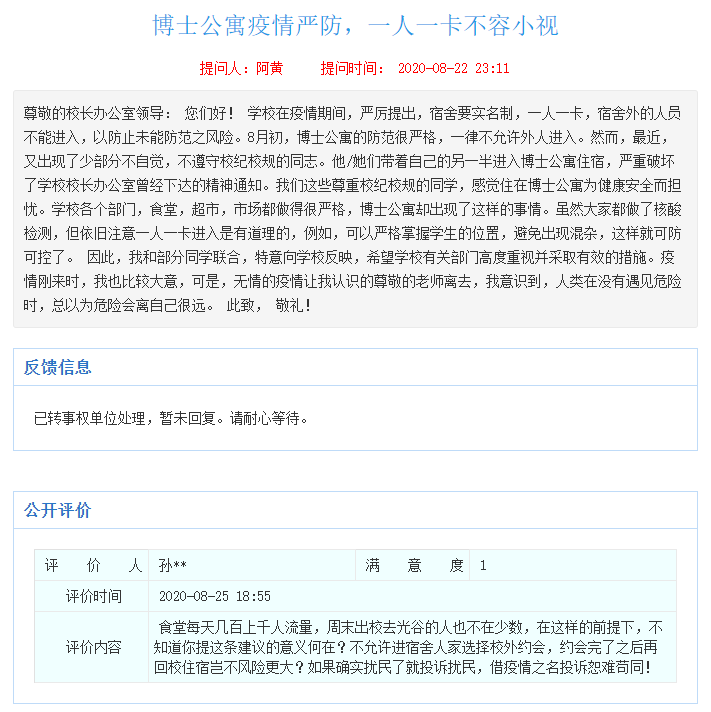 博士公寓疫情严防，一人一卡不容小视
提问人：阿黄 提问时间： 2020-08-22 23:11
尊敬的校长办公室领导： 您们好！ 学校在疫情期间，严厉提出，宿舍要实名制，一人一卡，宿舍外的人员
不能进入，以防止未能防范之风险。8月初，博士公寓的防范很严格，一律不允许外人进入。然而，最近，
又出现了少部分不自觉，不遵守校纪校规的同志。他/她们带着自己的另一半进入博士公寓住宿，严重破坏
了学校校长办公室曾经下达的精神通知。我们这些尊重校纪校规的同学，感觉住在博士公寓为健康安全而担
忧。学校各个部门，食堂，超市，市场都做得很严格，博士公寓却出现了这样的事情。虽然大家都做了核酸
检测，但依旧注意一人一卡进入是有道理的，例如，可以严格掌握学生的位置，避免出现混杂，这样就可防
可控了。 因此，我和部分同学联合，特意向学校反映，希望学校有关部门高度重视并采取有效的措施。疫
情刚来时，我也比较大意，可是，无情的疫情让我认识的尊敬的老师离去，我意识到，人类在没有遇见危险
时，总以为危险会离自己很远。 此致， 敬礼！
反馈信息
已转事权单位处理，暂未回复。请耐心等待。
公开评价
评 价 人 孙** 满 意 度 1
评价时间 2020-08-25 18:55
食堂每天几百上千人流量，周末出校去光谷的人也不在少数，在这样的前提下，不
评价内容 知道你提这条建议的意义何在？不允许进宿舍人家选择校外约会，约会完了之后再
回校住宿岂不风险更大？如果确实扰民了就投诉扰民，借疫情之名投诉恕难苟同！